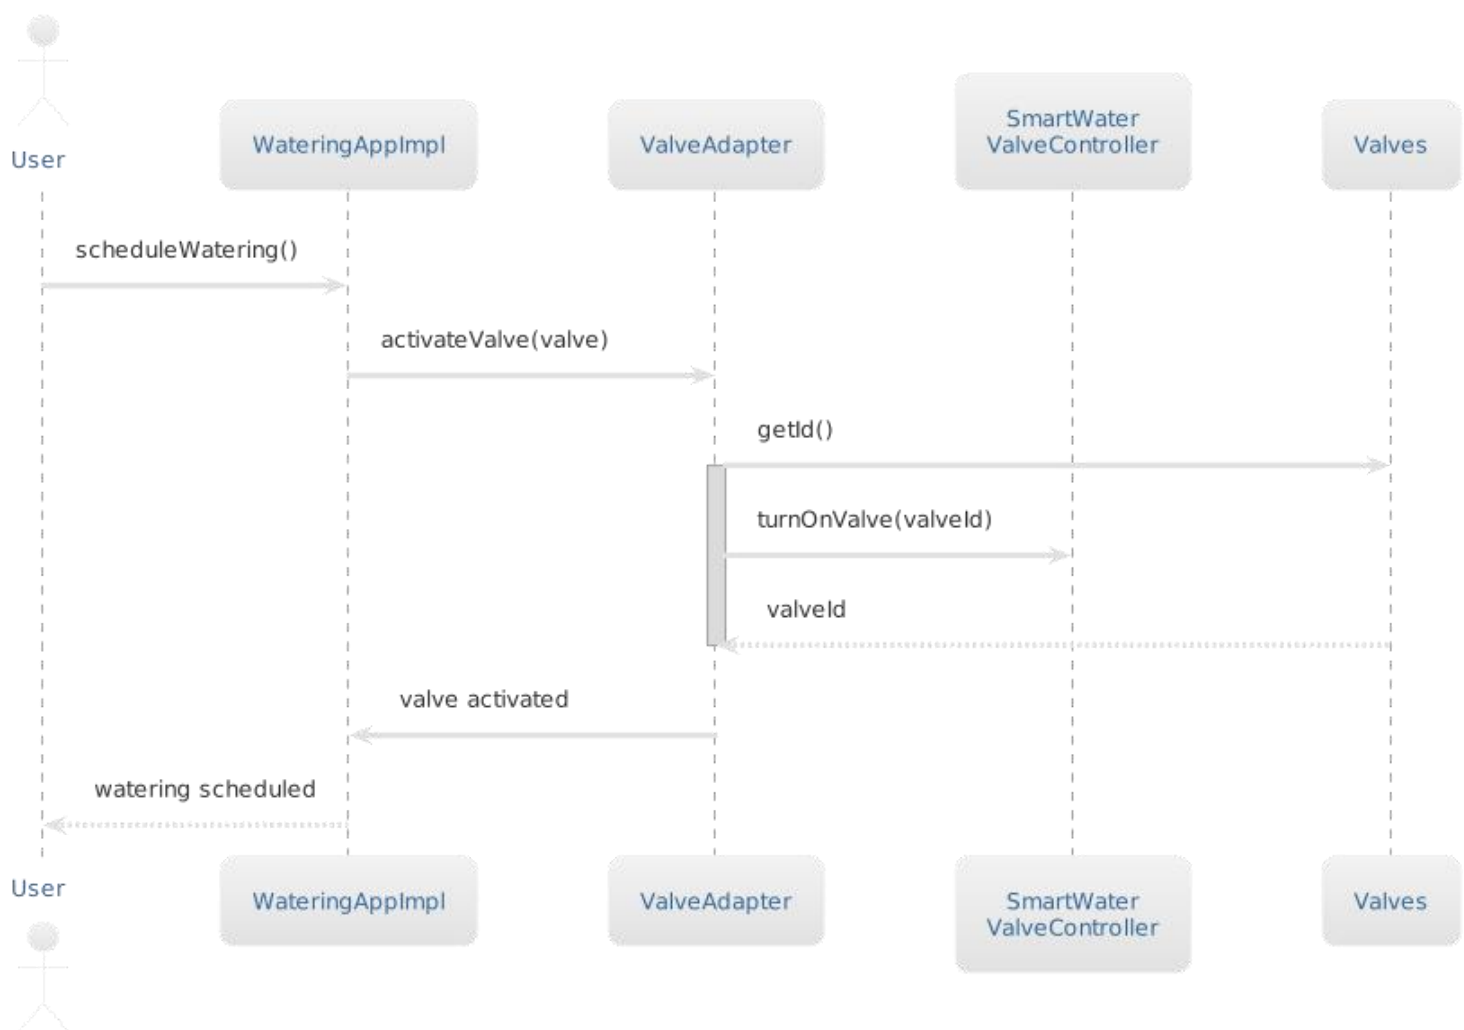 User
WateringAppImpl
ValveAdapter
SmartWater
ValveController
Valves
scheduleWatering()
activateValve(valve)
getId()
turnOnValve(valveId)
valveId
valve activated
watering scheduled
User
WateringAppImpl
ValveAdapter
SmartWater
ValveController
Valves